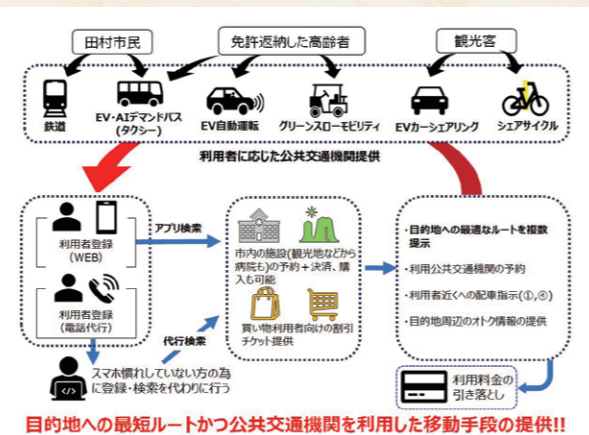 田村市民
免許返納した高齢者
観光客
鉄道
EV・AIデマンドバス
(タクシー)
EV自動運転
グリーンスローモビリティ
EVカーシェアリング
シェアサイクル
利用者に応じた公共交通機関提供
利用者登録
(WEB)
アプリ検索
利用者登録
(電話代行)
代行検索
スマホ慣れしていない方の為
に登録・検索を代わりに行う
市内の施設(観光地などから
病院も)の予約+決済、購
入も可能
買い物利用者向けの割引
チケット提供
・目的地への最適なルートを複数
提示
・利用公共交通機関の予約
・利用者近くへの配車指示(①,④)
・目的地周辺のオトク情報の提供
利用料金の
引き落とし
目的地への最短ルートかつ公共交通機関を利用した移動手段の提供!!